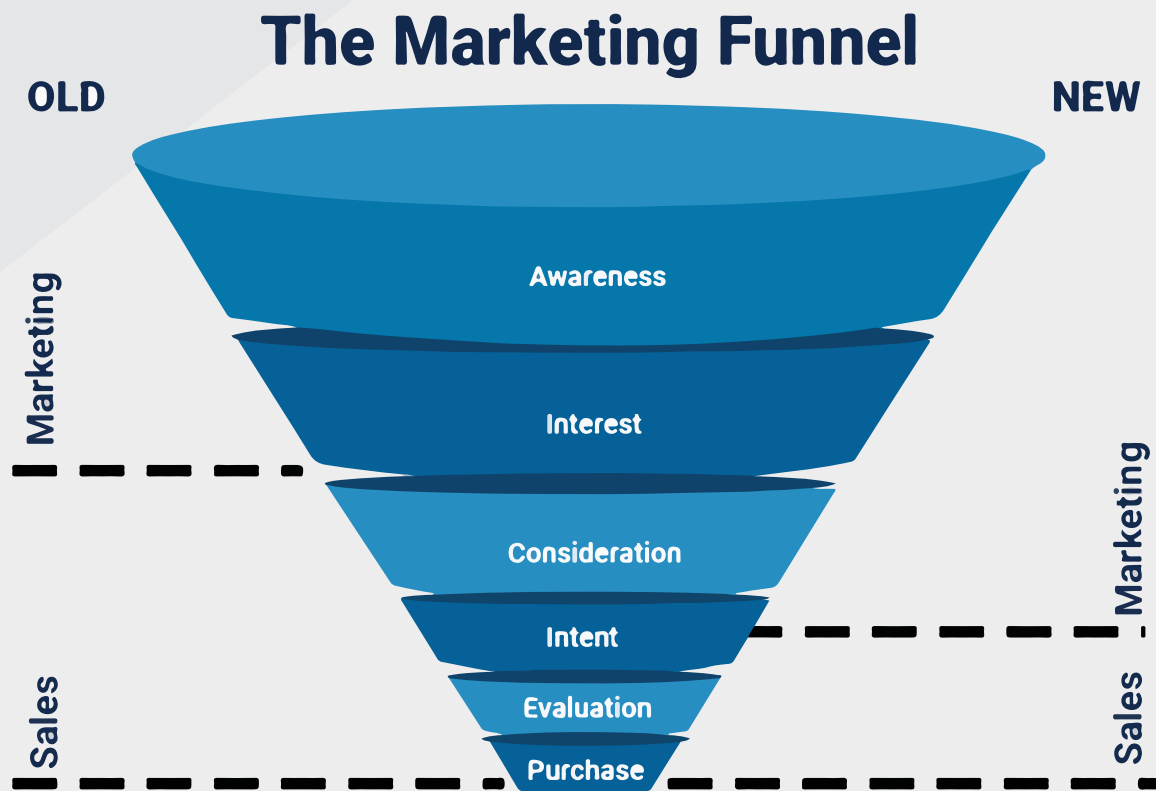 The Marketing Funnel
OLD
NEW
Awareness
Marketing
Interest
Consideration
Marketing
Intent
Sales
Evaluation
Sales
Purchase